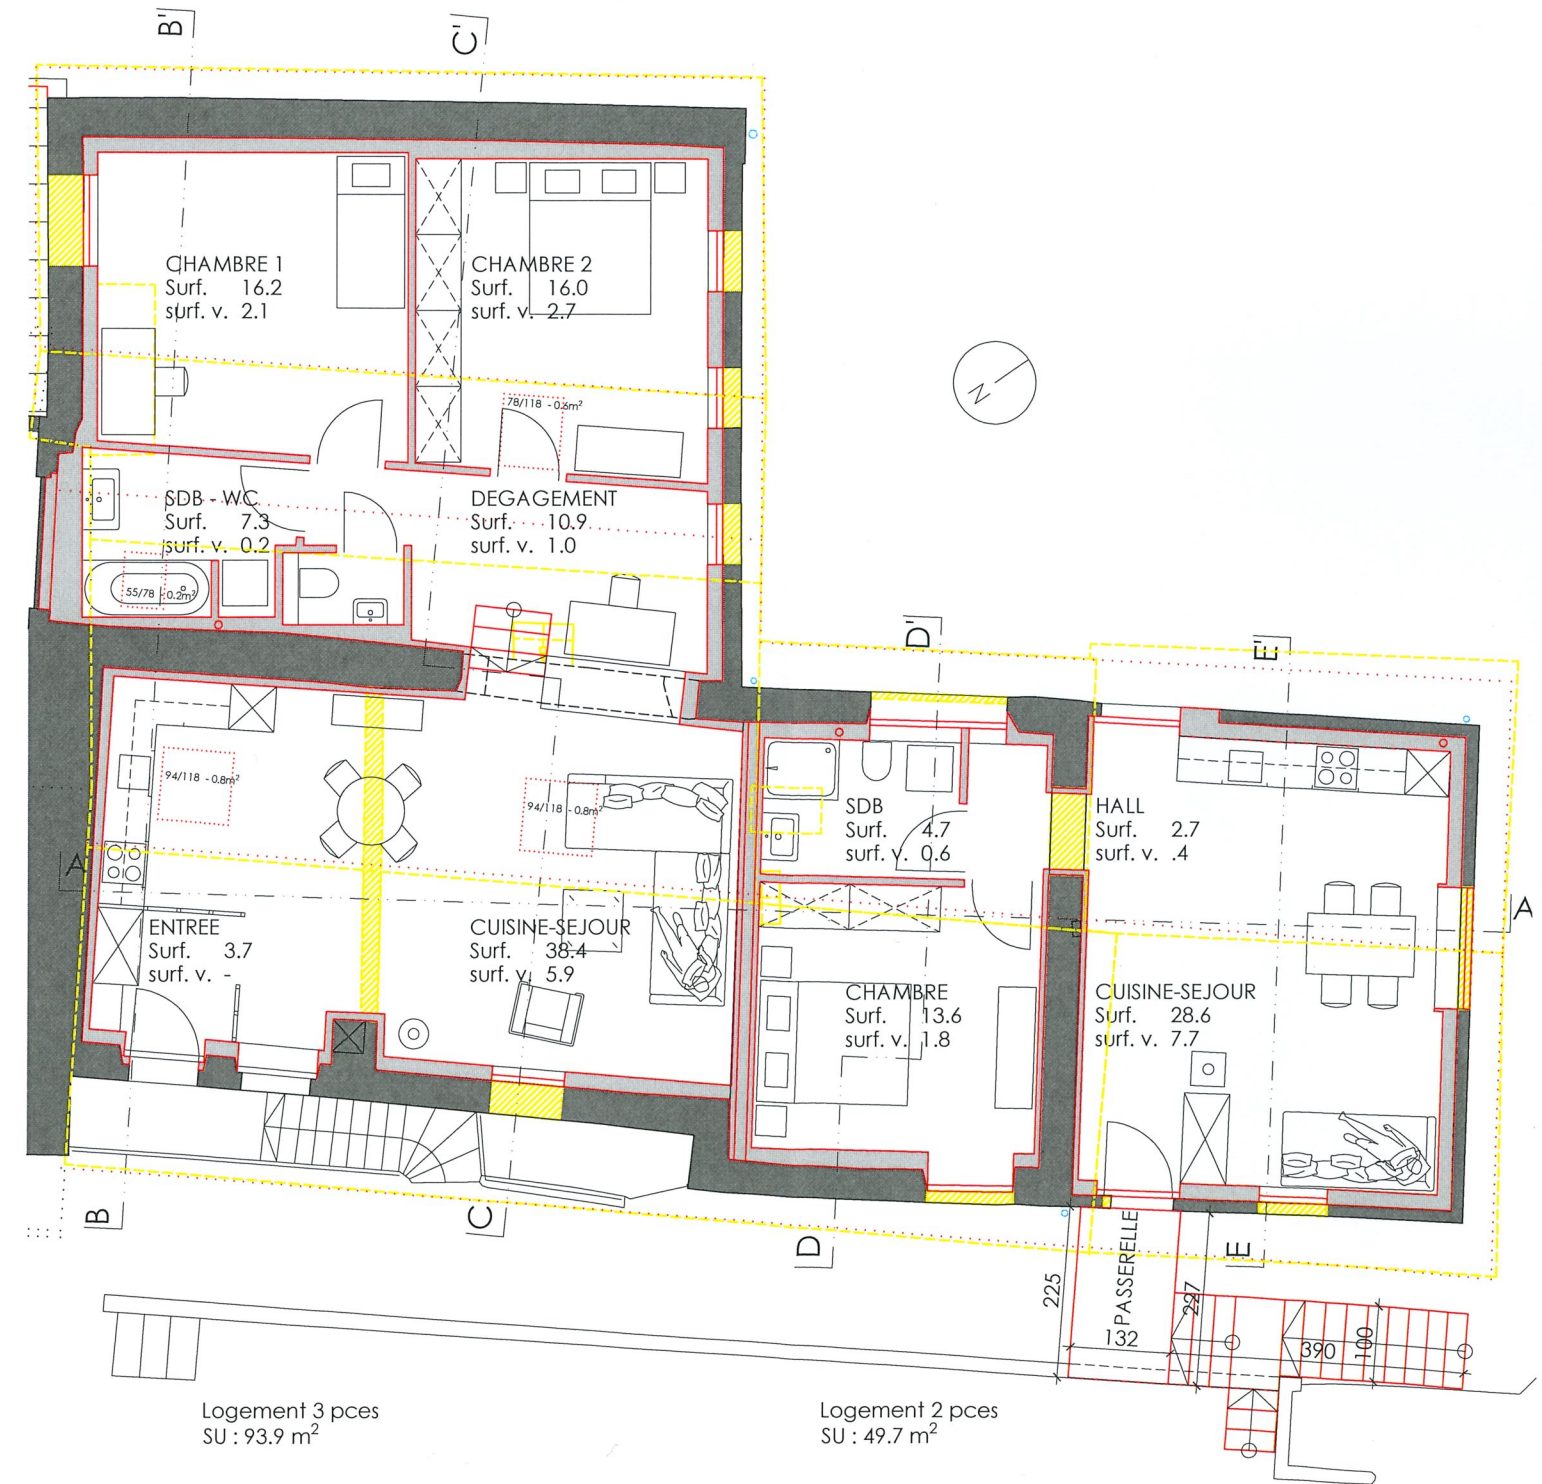 B'
C'
CHAMBRE 1
Surf. 16.2
surf. v. 2.1
CHAMBRE 2
Surf. 16.0
surf. v. 2.7
N
78/118 - 0.6m²
SDB - WC
Surf. 7.3
surf. v. 0.2
DEGAGEMENT
Surf. 10.9
surf. v. 1.0
55/78 - 0.2m²
D'
E'
94/118 - 0.8m²
94/118 - 0.8m²
SDB
Surf. 4.7
surf. v. 0.6
HALL
Surf. 2.7
surf. v. .4
A
A
ENTREE
Surf. 3.7
surf. v. -
CUISINE-SEJOUR
Surf. 38.4
surf. v. 5.9
CHAMBRE
Surf. 13.6
surf. v. 1.8
CUISINE-SEJOUR
Surf. 28.6
surf. v. 7.7
B
C
D
E
PASSERELLE
225
227
132
390
100
Logement 3 pces
SU : 93.9 m²
Logement 2 pces
SU : 49.7 m²